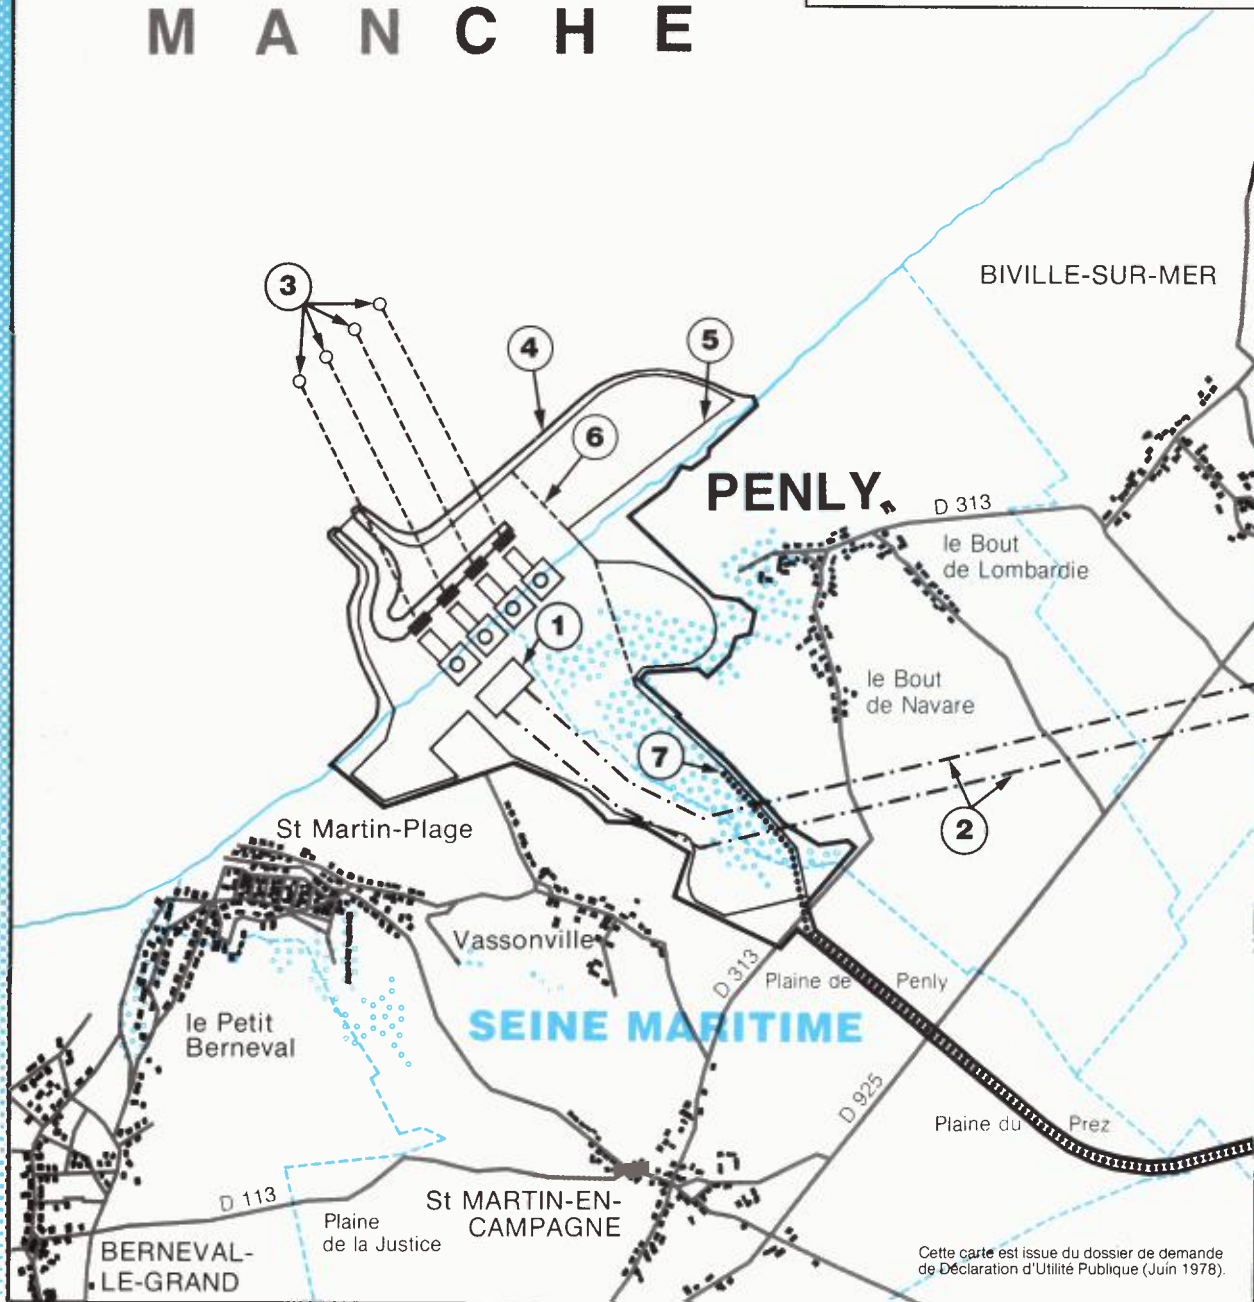 MANCHE
BIVILLE-SUR-MER
3
4
5
6
PENLY
D 313
le Bout
de Lombardie
1
le Bout
de Navare
7
2
St Martin-Plage
Vassonville
D 313
Plaine de Penly
SEINE MARITIME
le Petit
Berneval
D 925
Plaine du Prez
D 113
St MARTIN-EN-
CAMPAGNE
Plaine
de la Justice
BERNEVAL-
LE-GRAND
Cette carte est issue du dossier de demande
de Déclaration d'Utilité Publique (Juin 1978).